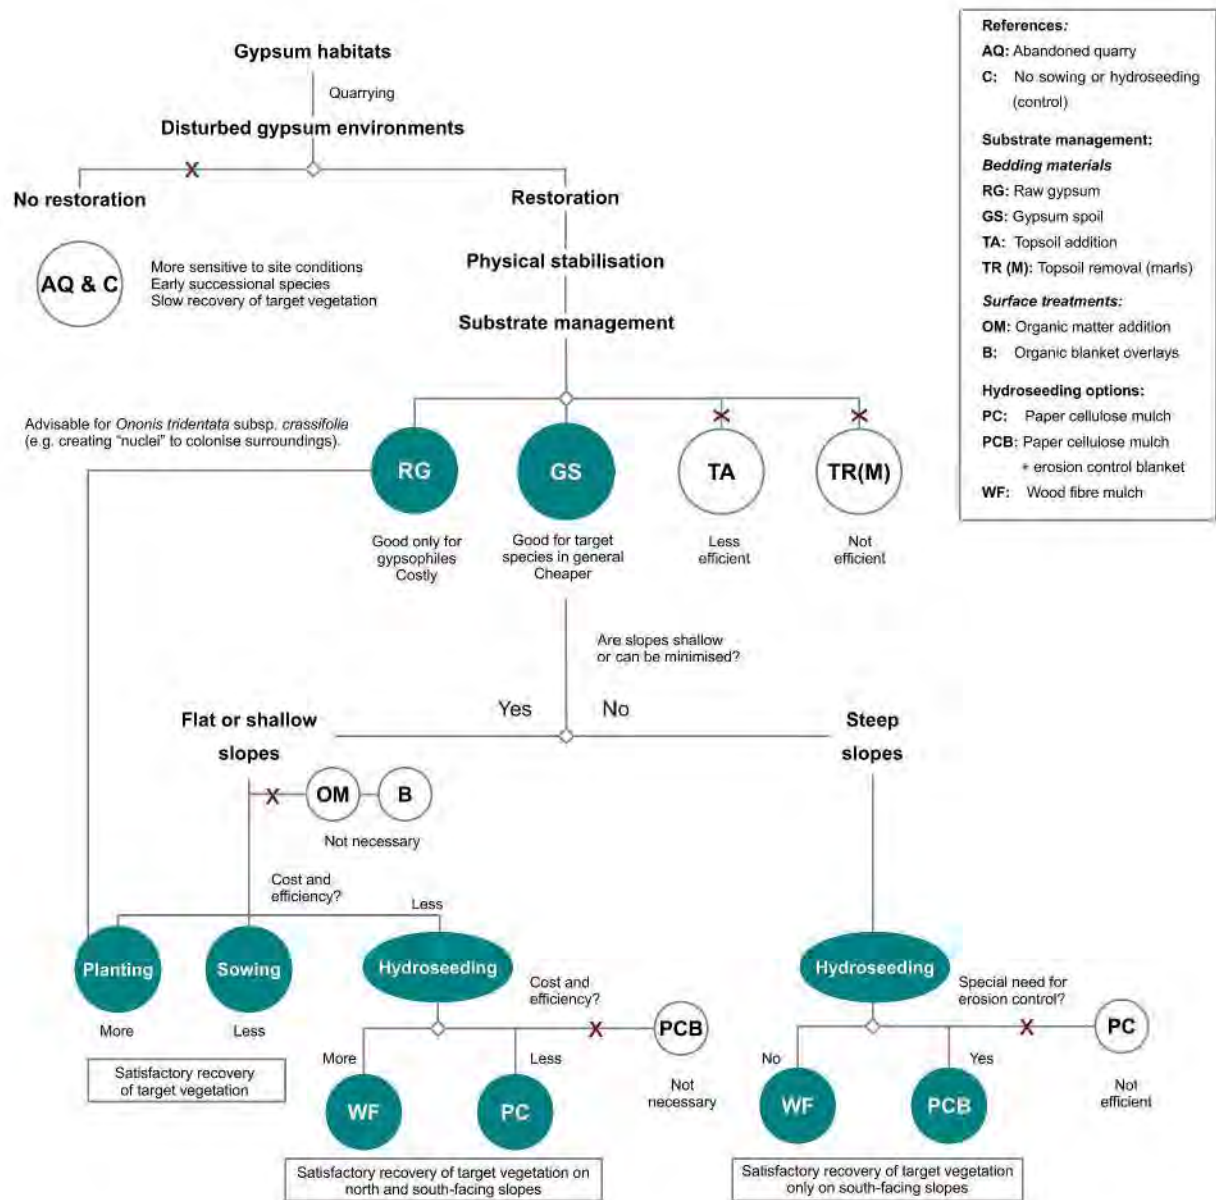 Gypsum habitats
Quarrying
Disturbed gypsum environments
X
No restoration
Restoration
AQ & C
More sensitive to site conditions
Early successional species
Slow recovery of target vegetation
Physical stabilisation
Substrate management
Advisable for Ononis tridentata subsp. crassifolia
(e.g. creating "nuclei" to colonise surroundings).
X
X
RG
GS
TA
TR(M)
Good only for
gypsophiles
Costly
Good for target
species in general
Cheaper
Less
efficient
Not
efficient
Are slopes shallow
or can be minimised?
Yes
No
Flat or shallow
slopes
Steep
slopes
X
OM
B
Not necessary
Cost and
efficiency?
Less
Planting
Sowing
Hydroseeding
More
Less
Satisfactory recovery
of target vegetation
Cost and
efficiency?
X
PCB
More
Less
Not
necessary
WF
PC
Satisfactory recovery of target vegetation on
north and south-facing slopes
Hydroseeding
Special need for
erosion control?
X
PC
No
Yes
Not
efficient
WF
PCB
Satisfactory recovery of target vegetation
only on south-facing slopes
References:
AQ: Abandoned quarry
C: No sowing or hydroseeding
(control)
Substrate management:
Bedding materials
RG: Raw gypsum
GS: Gypsum spoil
TA: Topsoil addition
TR (M): Topsoil removal (marls)
Surface treatments:
OM: Organic matter addition
B: Organic blanket overlays
Hydroseeding options:
PC: Paper cellulose mulch
PCB: Paper cellulose mulch
+ erosion control blanket
WF: Wood fibre mulch